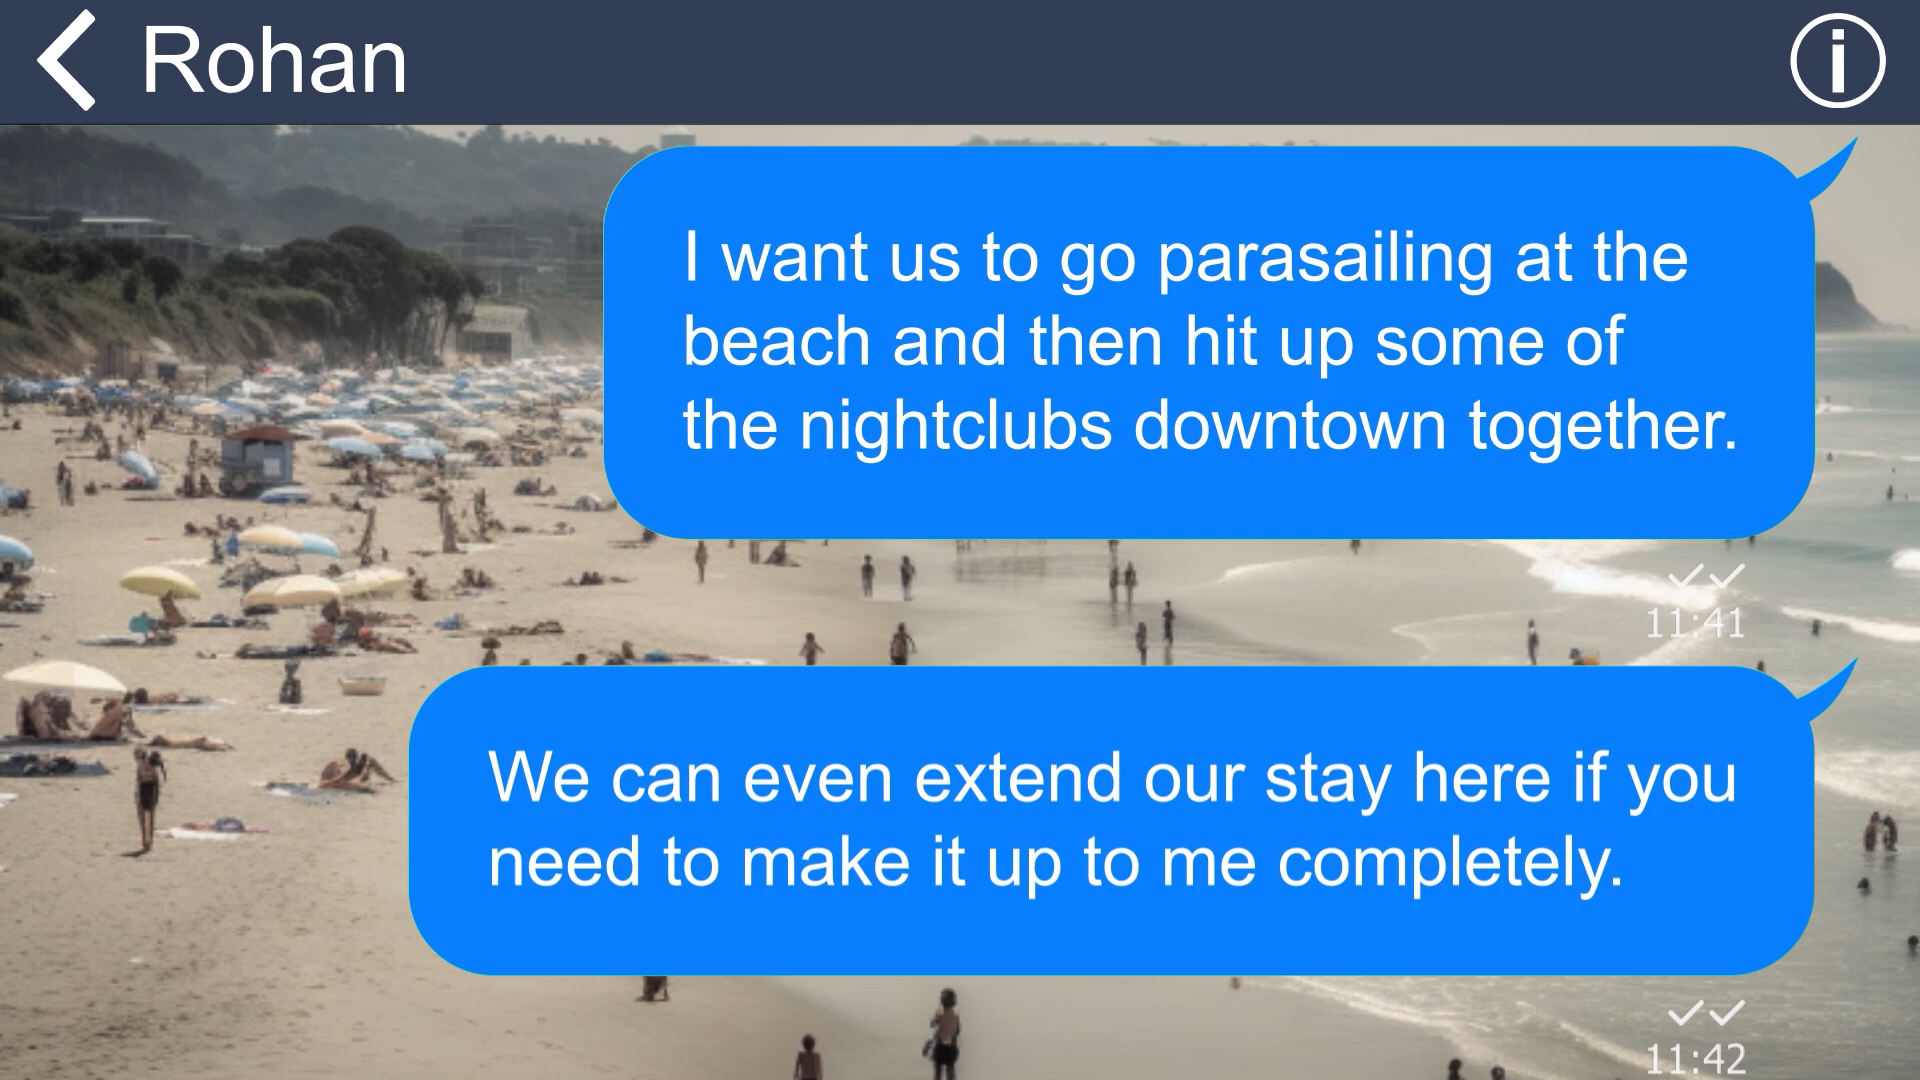 Rohan
I want us to go parasailing at the
beach and then hit up some of
the nightclubs downtown together.
11:41
We can even extend our stay here if you
need to make it up to me completely.
11:42